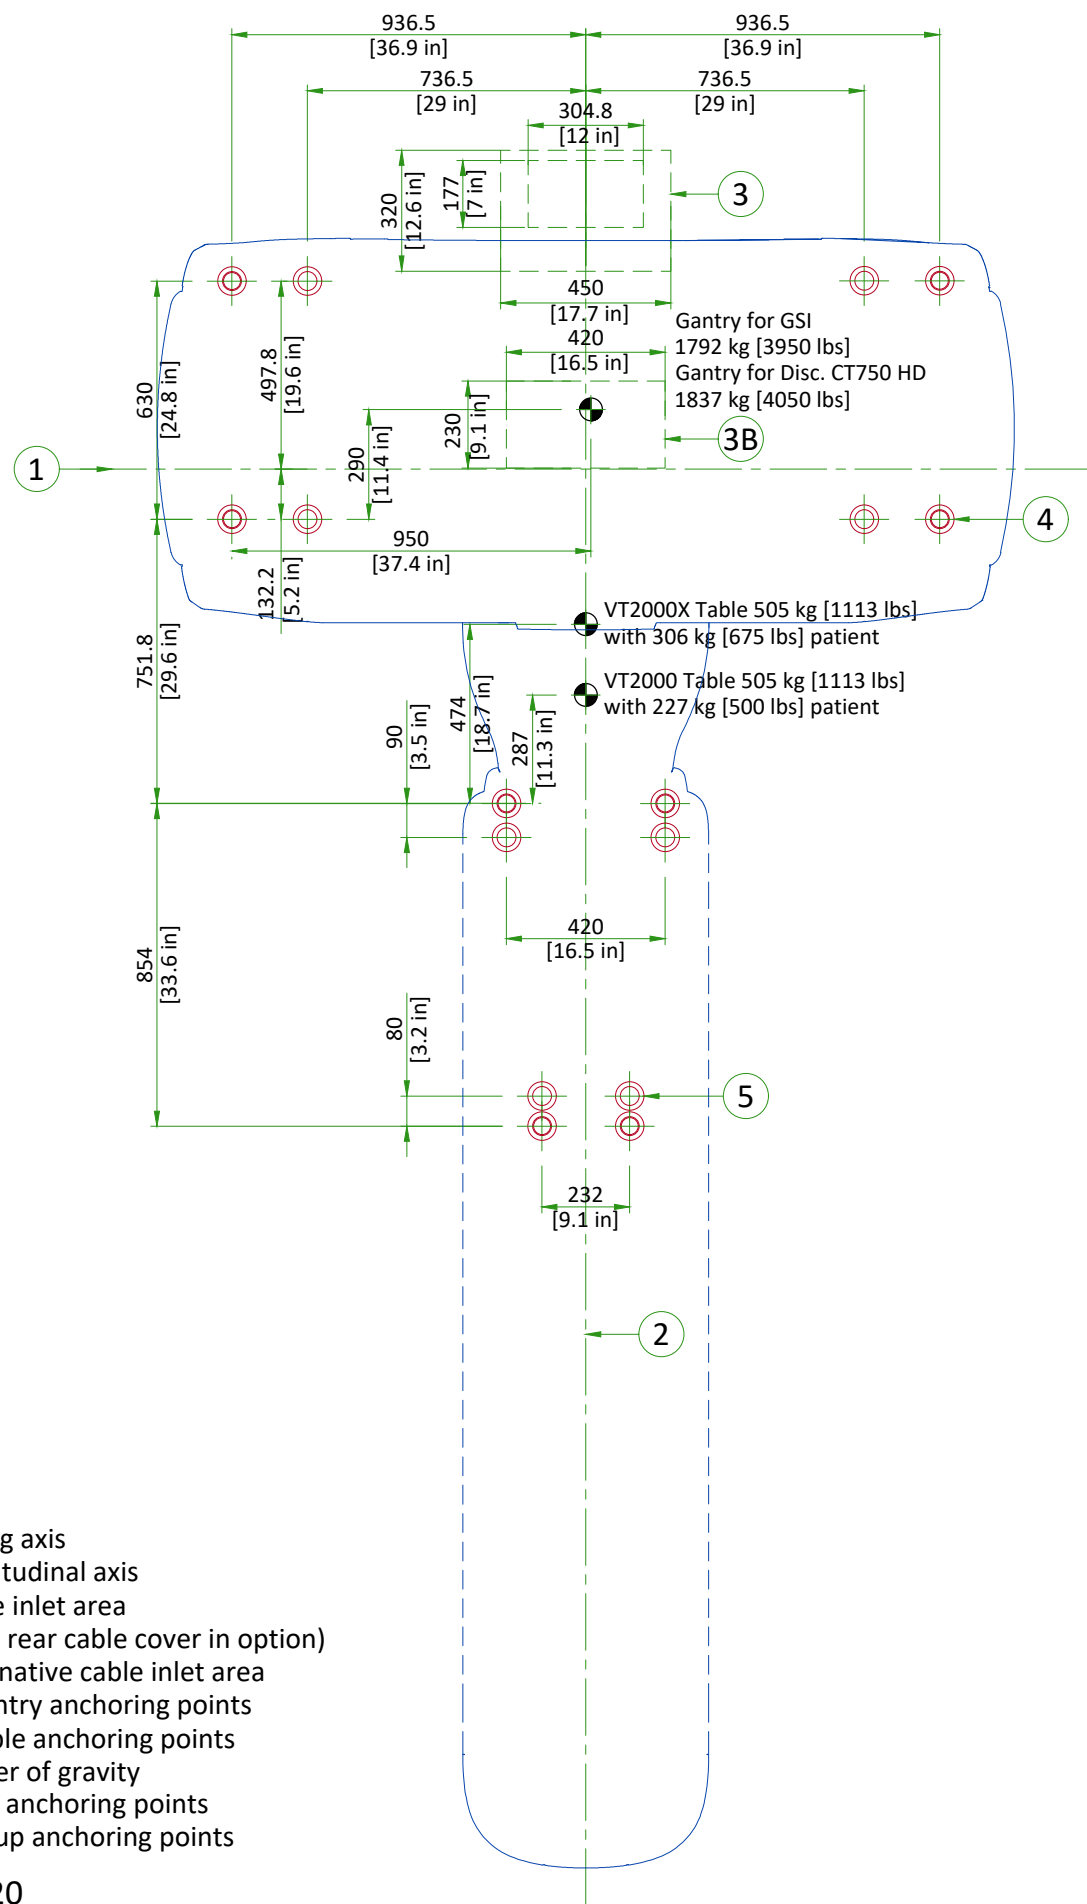 936.5
[36.9 in]
936.5
[36.9 in]
736.5
[29 in]
736.5
[29 in]
304.8
[12 in]
320
[12.6 in]
177
[7 in]
3
450
[17.7 in]
420
[16.5 in]
Gantry for GSI
1792 kg [3950 lbs]
Gantry for Disc. CT750 HD
1837 kg [4050 lbs]
630
[24.8 in]
497.8
[19.6 in]
230
[9.1 in]
3B
290
[11.4 in]
1
4
950
[37.4 in]
132.2
[5.2 in]
VT2000X Table 505 kg [1113 lbs]
with 306 kg [675 lbs] patient
751.8
[29.6 in]
474
[18.7 in]
VT2000 Table 505 kg [1113 lbs]
with 227 kg [500 lbs] patient
90
[3.5 in]
287
[11.3 in]
420
[16.5 in]
854
[33.6 in]
80
[3.2 in]
5
232
[9.1 in]
2
g axis
tudinal axis
e inlet area
rear cable cover in option)
native cable inlet area
ntry anchoring points
ole anchoring points
er of gravity
anchoring points
up anchoring points
20